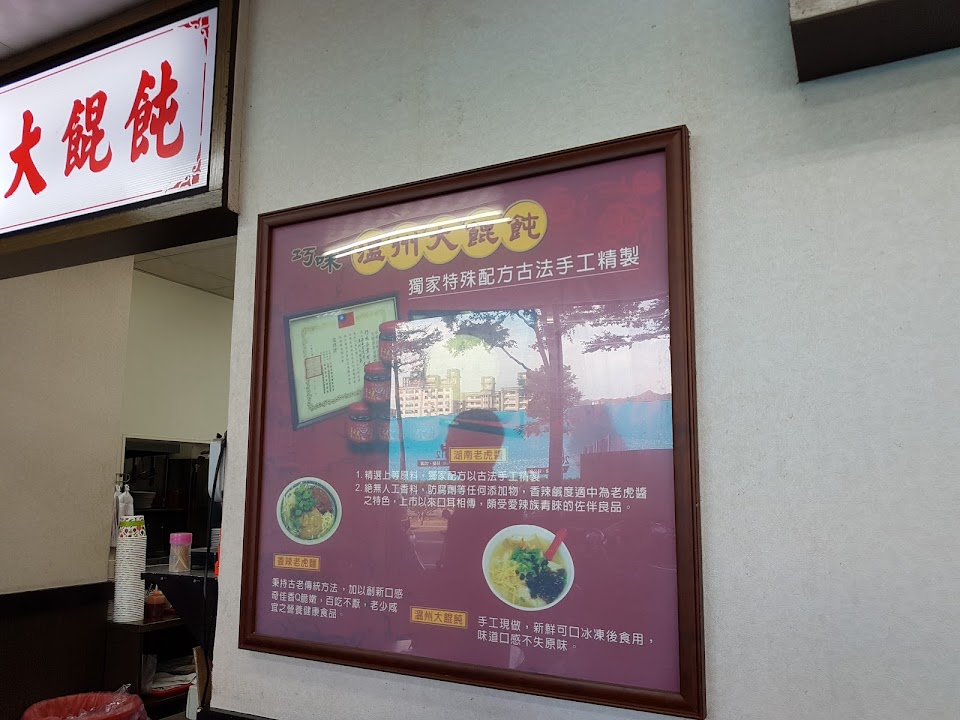 大餛飩
巧味 溫州大餛飩
獨家特殊配方古法手工精製
湖南老虎醬
1. 精選上等原料，獨家配方以古法手工精製
2. 絕無人工香料，防腐劑等任何添加物，香辣鹹度適中為老虎醬
之特色，上市以來口耳相傳，頗受愛辣族青睞的佐伴良品。
香辣老虎麵
秉持古老傳統方法，加以創新口感
奇佳香Q脆嫩，百吃不厭，老少咸
宜之營養健康食品。
溫州大餛飩
手工現做，新鮮可口冰凍後食用，
味道口感不失原味。